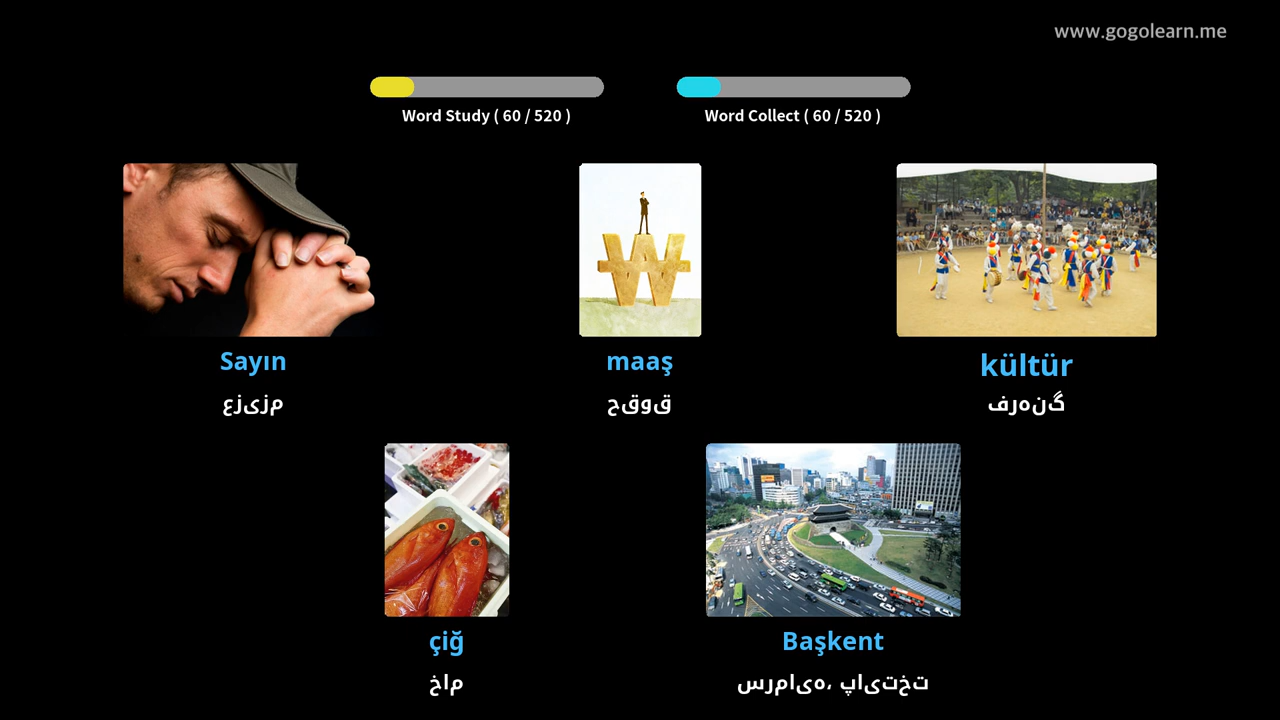 www.gogolearn.me
Word Study ( 60 / 520 )
Word Collect ( 60 / 520 )
Sayın
عزیزم
maaş
حقوق
kültür
فرهنگ
çiğ
خام
Başkent
سرمایه، پایتخت